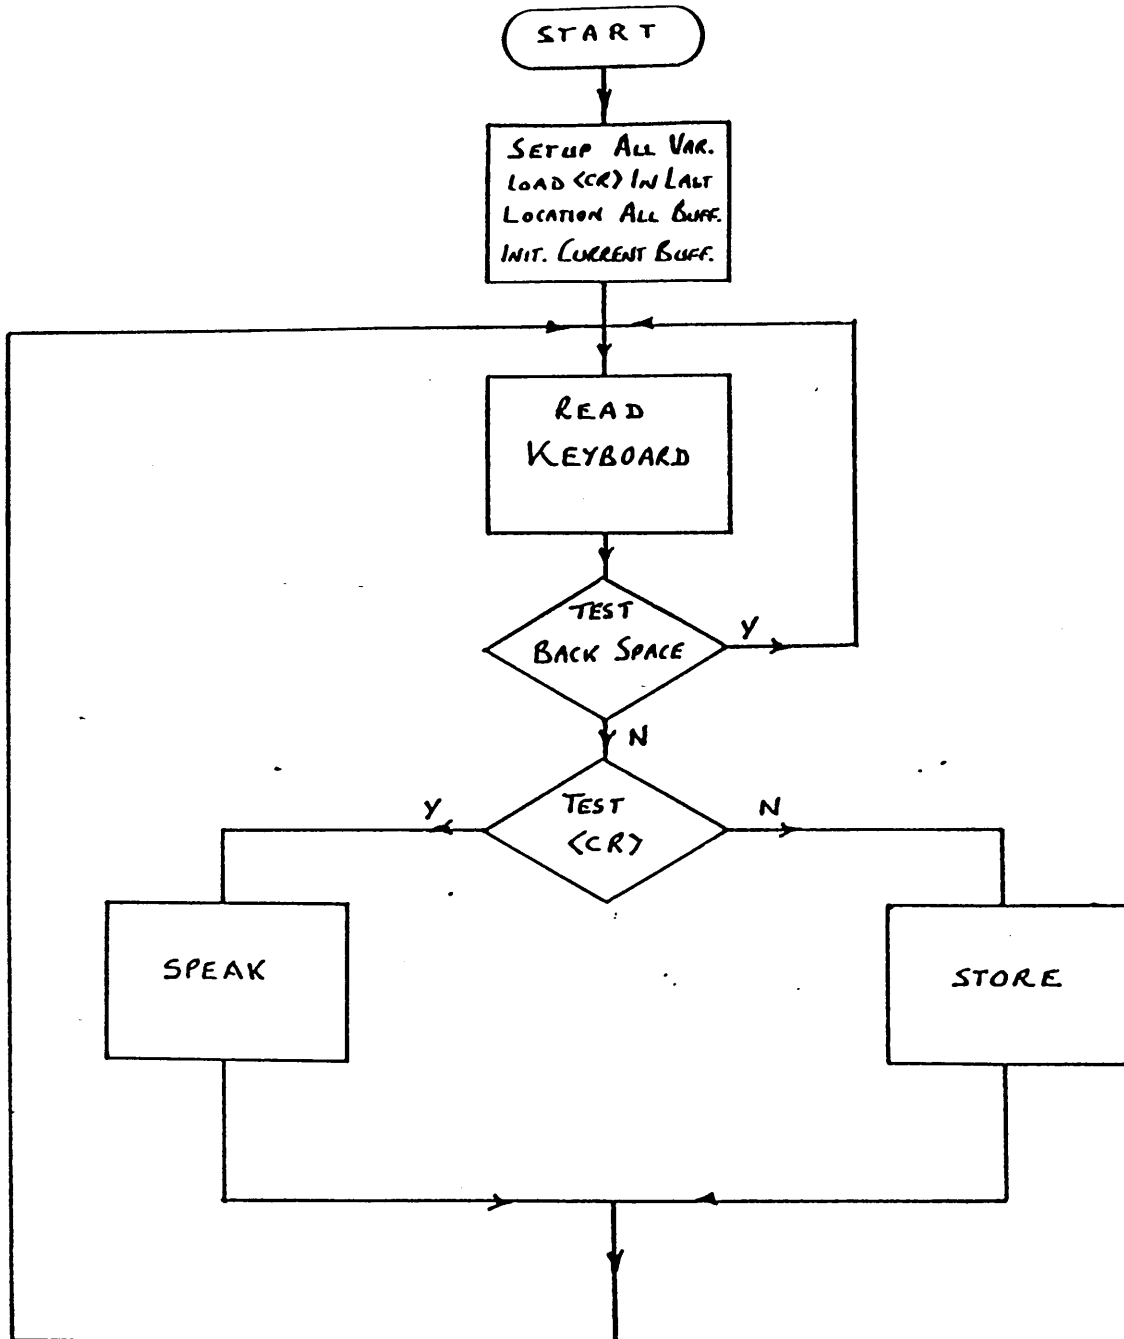 START
SETUP ALL VAR.
LOAD <CR> IN LALT
LOCATION ALL BUFF.
INIT. CURRENT BUFF.
READ
KEYBOARD
TEST
BACK SPACE
Y
N
TEST
<CR>
Y
N
SPEAK
STORE